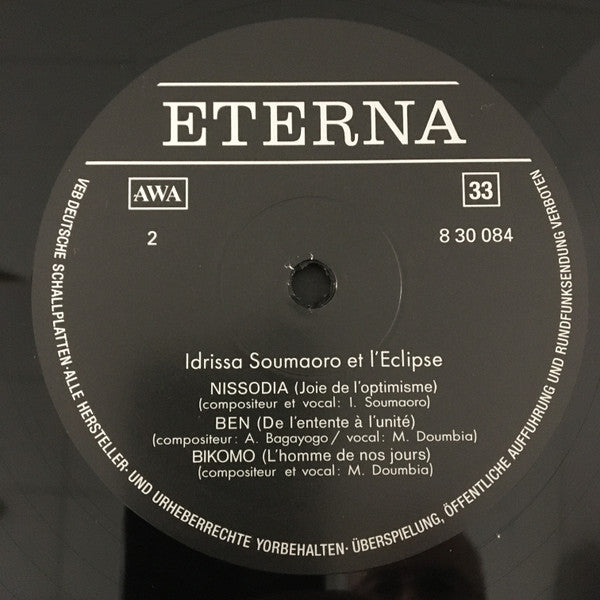 ETERNA
AWA
33
2
8 30 084
Idrissa Soumaoro et l'Eclipse
NISSODIA (Joie de l'optimisme)
(compositeur et vocal: I. Soumaoro)
BEN (De l'entente à l'unité)
(compositeur: A. Bagayogo/ vocal: M. Doumbia)
BIKOMO (L'homme de nos jours)
(compositeur et vocal: M. Doumbia)
VEB DEUTSCHE SCHALLPLATTEN · ALLE HERSTELLER- UND URHEBERRECHTE VORBEHALTEN · ÜBERSPIELUNG, ÖFFENTLICHE AUFFÜHRUNG UND RUNDFUNKSENDUNG VERBOTEN